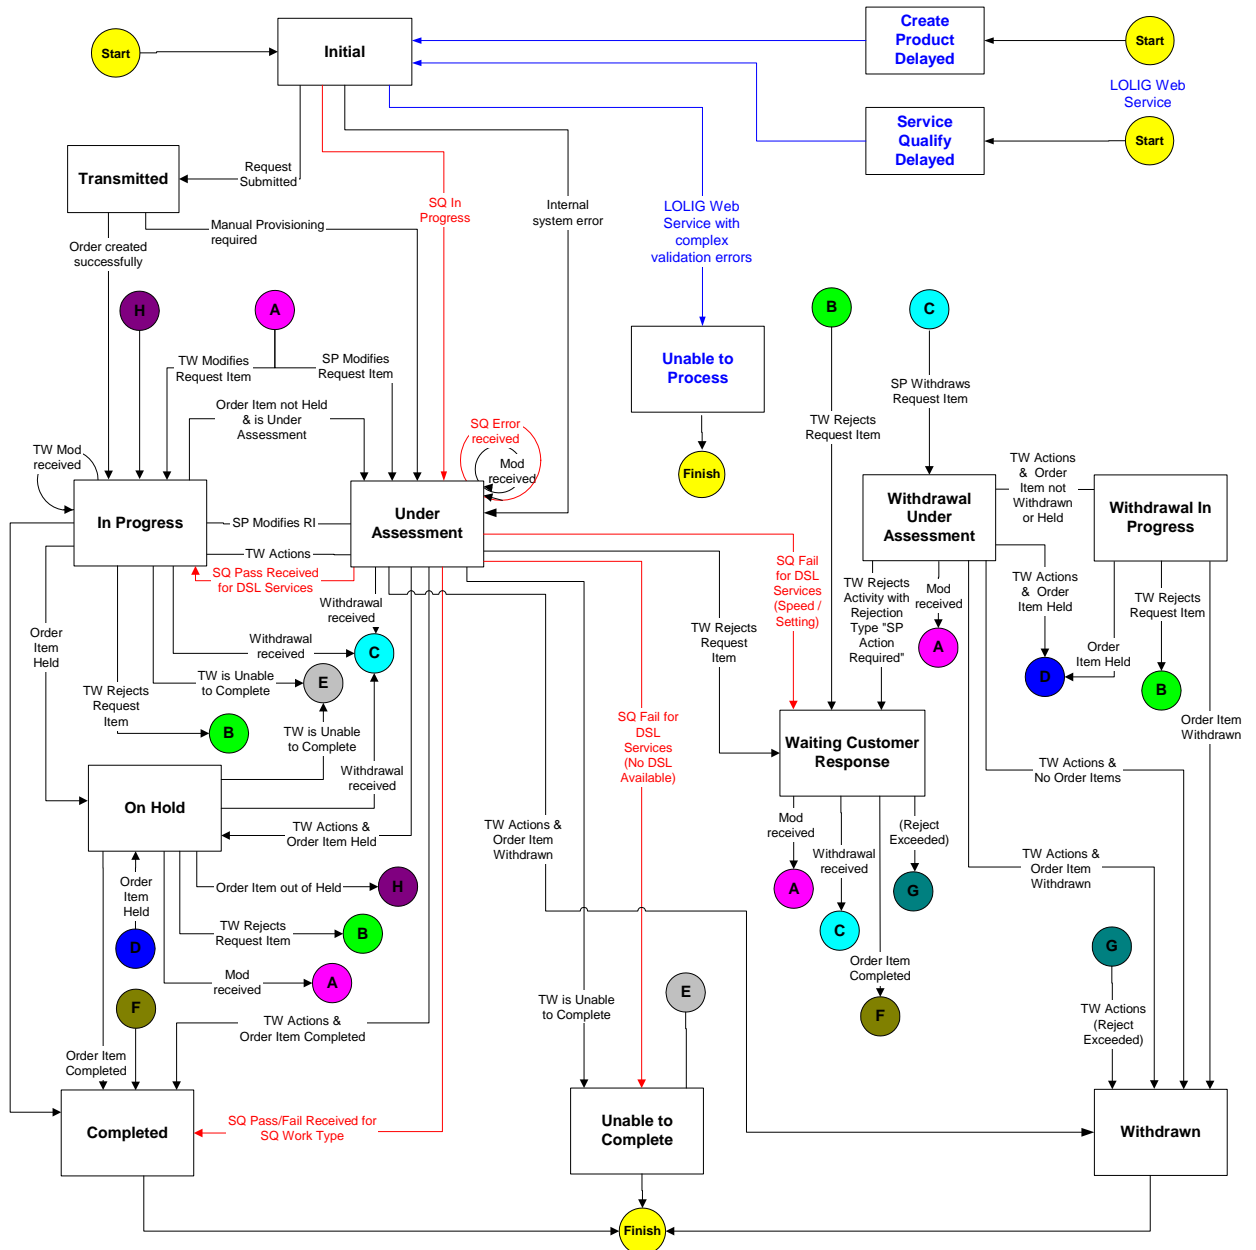 Start
Initial
Create
Product
Delayed
Start
LOLIG Web
Service
Service
Qualify
Delayed
Start
Transmitted
Request
Submitted
SQ In
Progress
Internal
system error
LOLIG Web
Service with
complex
validation errors
Manual Provisioning
required
Order created
successfully
H
A
B
C
TW Modifies
Request Item
SP Modifies
Request Item
Unable to
Process
SP Withdraws
Request Item
Order Item not Held
& is Under
Assessment
TW Mod
received
SQ Error
received
Mod
received
TW Rejects
Request Item
Finish
TW Actions
& Order
Item not
Withdrawn
or Held
In Progress
SP Modifies RI
Under
Assessment
Withdrawal
Under
Assessment
Withdrawal In
Progress
TW Actions
SQ Pass Received
for DSL Services
SQ Fail
for DSL
Services
(Speed /
Setting)
TW Rejects
Activity with
Rejection
Type "SP
Action
Required"
Mod
received
TW Actions
& Order
Item Held
TW Rejects
Request Item
Withdrawal
received
Order
Item
Held
Withdrawal
received
C
TW Rejects
Request
Item
A
D
Order
Item Held
B
TW is Unable
to Complete
E
TW Rejects
Request
Item
B
TW is Unable
to Complete
SQ Fail for
DSL
Services
(No DSL
Available)
Waiting Customer
Response
Order Item
Withdrawn
Withdrawal
received
TW Actions &
No Order Items
On Hold
TW Actions &
Order Item Held
TW Actions &
Order Item
Withdrawn
Mod
received
(Reject
Exceeded)
Withdrawal
received
TW Actions &
Order Item
Withdrawn
Order
Item
Held
Order Item out of Held
H
A
G
D
TW Rejects
Request Item
B
C
G
Mod
received
A
Order Item
Completed
F
E
F
TW Actions
(Reject
Exceeded)
TW is Unable
to Complete
TW Actions &
Order Item Completed
Order Item
Completed
Completed
SQ Pass/Fail Received for
SQ Work Type
Unable to
Complete
Withdrawn
Finish